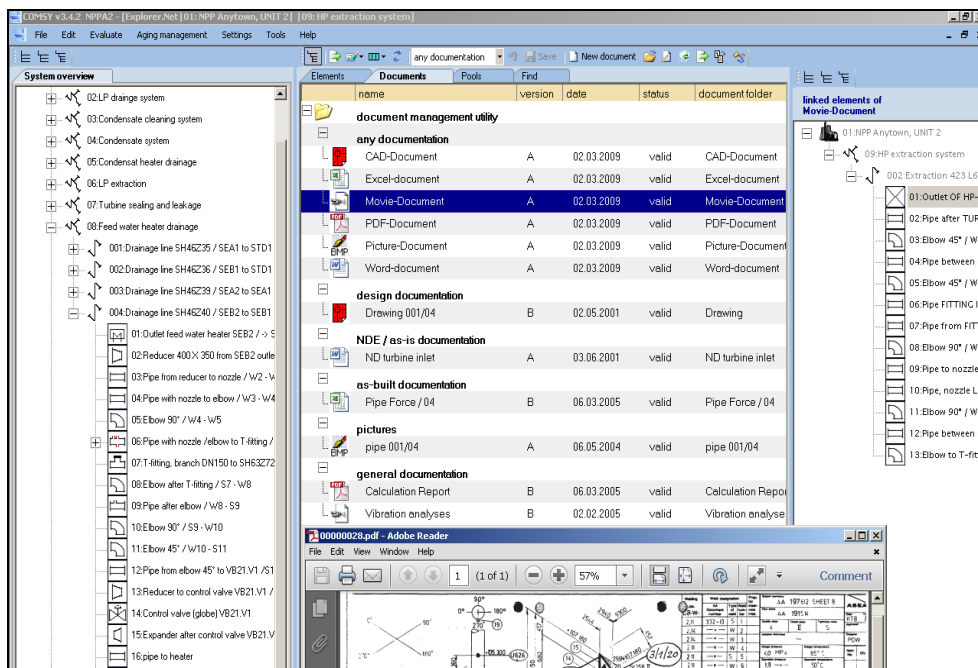 COMSY v3.4.2 NPPA2 - [Explorer.Net | 01: NPP Anytown, UNIT 2 | | 09: HP extraction system]
File Edit Evaluate Aging management Settings Tools Help
any documentation Save New document
System overview
02:LP drainge system
03:Condensate cleaning system
04:Condensate system
05:Condensat heater drainage
06:LP extraction
07:Turbine sealing and leakage
08:Feed water heater drainage
001:Drainage line SH46Z35 / SEA1 to STD1
002:Drainage line SH46Z36 / SEB1 to STD1
003:Drainage line SH46Z39 / SEA2 to SEA1
004:Drainage line SH46Z40 / SEB2 to SEB1
01:Outlet feed water heater SEB2 / -> S
02:Reducer 400 X 350 from SEB2 outle
03:Pipe from reducer to nozzle / W2 - W
04:Pipe with nozzle to elbow / W3 - W4
05:Elbow 90° / W4 - W5
06:Pipe with nozzle /elbow to T-fitting /
07:T-fitting, branch DN150 to SH63Z72
08:Elbow after T-fitting / S7 - W8
09:Pipe after elbow / W8 - S9
10:Elbow 90° / S9 - W10
11:Elbow 45° / W10 - S11
12:Pipe from elbow 45° to VB21.V1 /S1
13:Reducer to control valve VB21.V1 /
14:Control valve (globe) VB21.V1
15:Expander after control valve VB21.V
16:pipe to heater
Elements Documents Pools Find
name version date status document folder
document management utility
any documentation
CAD-Document A 02.03.2009 valid CAD-Document
Excel-document A 02.03.2009 valid Excel-document
Movie-Document A 02.03.2009 valid Movie-Document
PDF-Document A 02.03.2009 valid PDF-Document
Picture-Document A 02.03.2009 valid Picture-Document
Word-document A 02.03.2009 valid Word-document
design documentation
Drawing 001/04 B 02.05.2001 valid Drawing
NDE / as-is documentation
ND turbine inlet A 03.06.2001 valid ND turbine inlet
as-built documentation
Pipe Force / 04 B 06.03.2005 valid Pipe Force / 04
pictures
pipe 001/04 A 06.05.2004 valid pipe 001/04
general documentation
Calculation Report B 06.03.2005 valid Calculation Repo
Vibration analyses B 02.02.2005 valid Vibration analyse
linked elements of
Movie-Document
01:NPP Anytown, UNIT 2
09:HP extraction system
002:Extraction 423 L6
01:Outlet OF HP-
02:Pipe after TUR
03:Elbow 45° / W
04:Pipe between
05:Elbow 45° / W
06:Pipe FITTING I
07:Pipe from FITT
08:Elbow 90° / W
09:Pipe to nozzle
10:Pipe, nozzle L
11:Elbow 90° / W
12:Pipe between
13:Elbow to T-fit
00000028.pdf - Adobe Reader
File Edit View Window Help
1 (1 of 1) 57% Comment
90°
0° 180°
270 19
AA 197612 SHEET 8
3/1/20